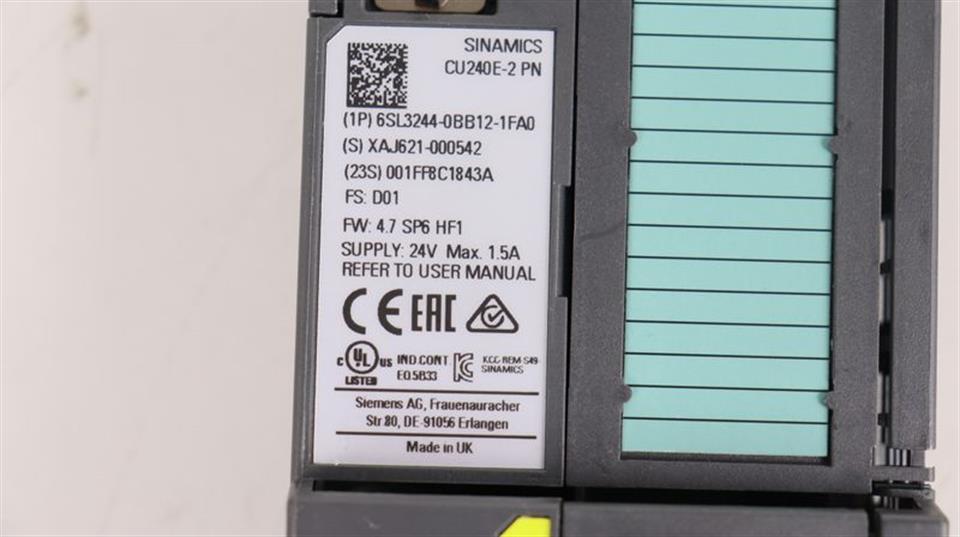 SINAMICS
CU240E-2 PN
(1P) 6SL3244-0BB12-1FA0
(S) XAJ621-000542
(23S) 001FF8C1843A
FS: D01
FW: 4.7 SP6 HF1
SUPPLY: 24V Max. 1.5A
REFER TO USER MANUAL
CE EAC
C UL US
LISTED
IND.CONT
EQ.5B33
KCC-REM-S49
SINAMICS
Siemens AG, Frauenauracher
Str.80, DE-91056 Erlangen
Made in UK